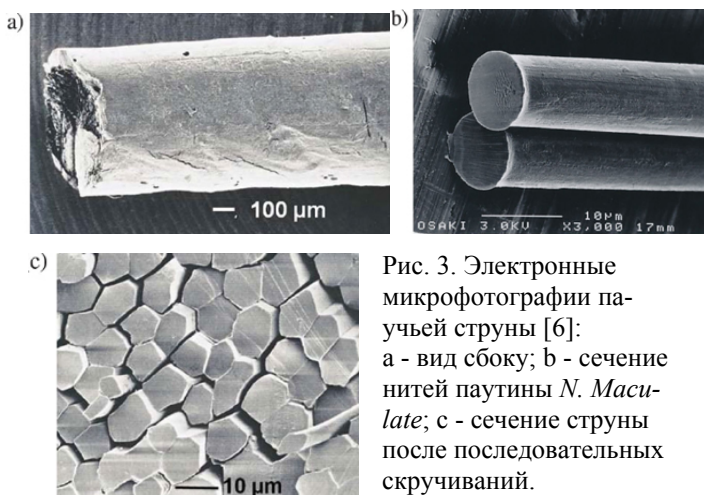 a)
b)
100 µm
10µm
OSAKI 3.0KV X3,000 17mm
c)
10 µm
Рис. 3. Электронные
микрофотографии па-
учьей струны [6]:
a - вид сбоку; b - сечение
нитей паутины N. Macu-
late; c - сечение струны
после последовательных
скручиваний.